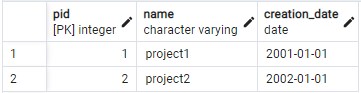 pid name creation_date
[PK] integer character varying date
1 1 project1 2001-01-01
2 2 project2 2002-01-01